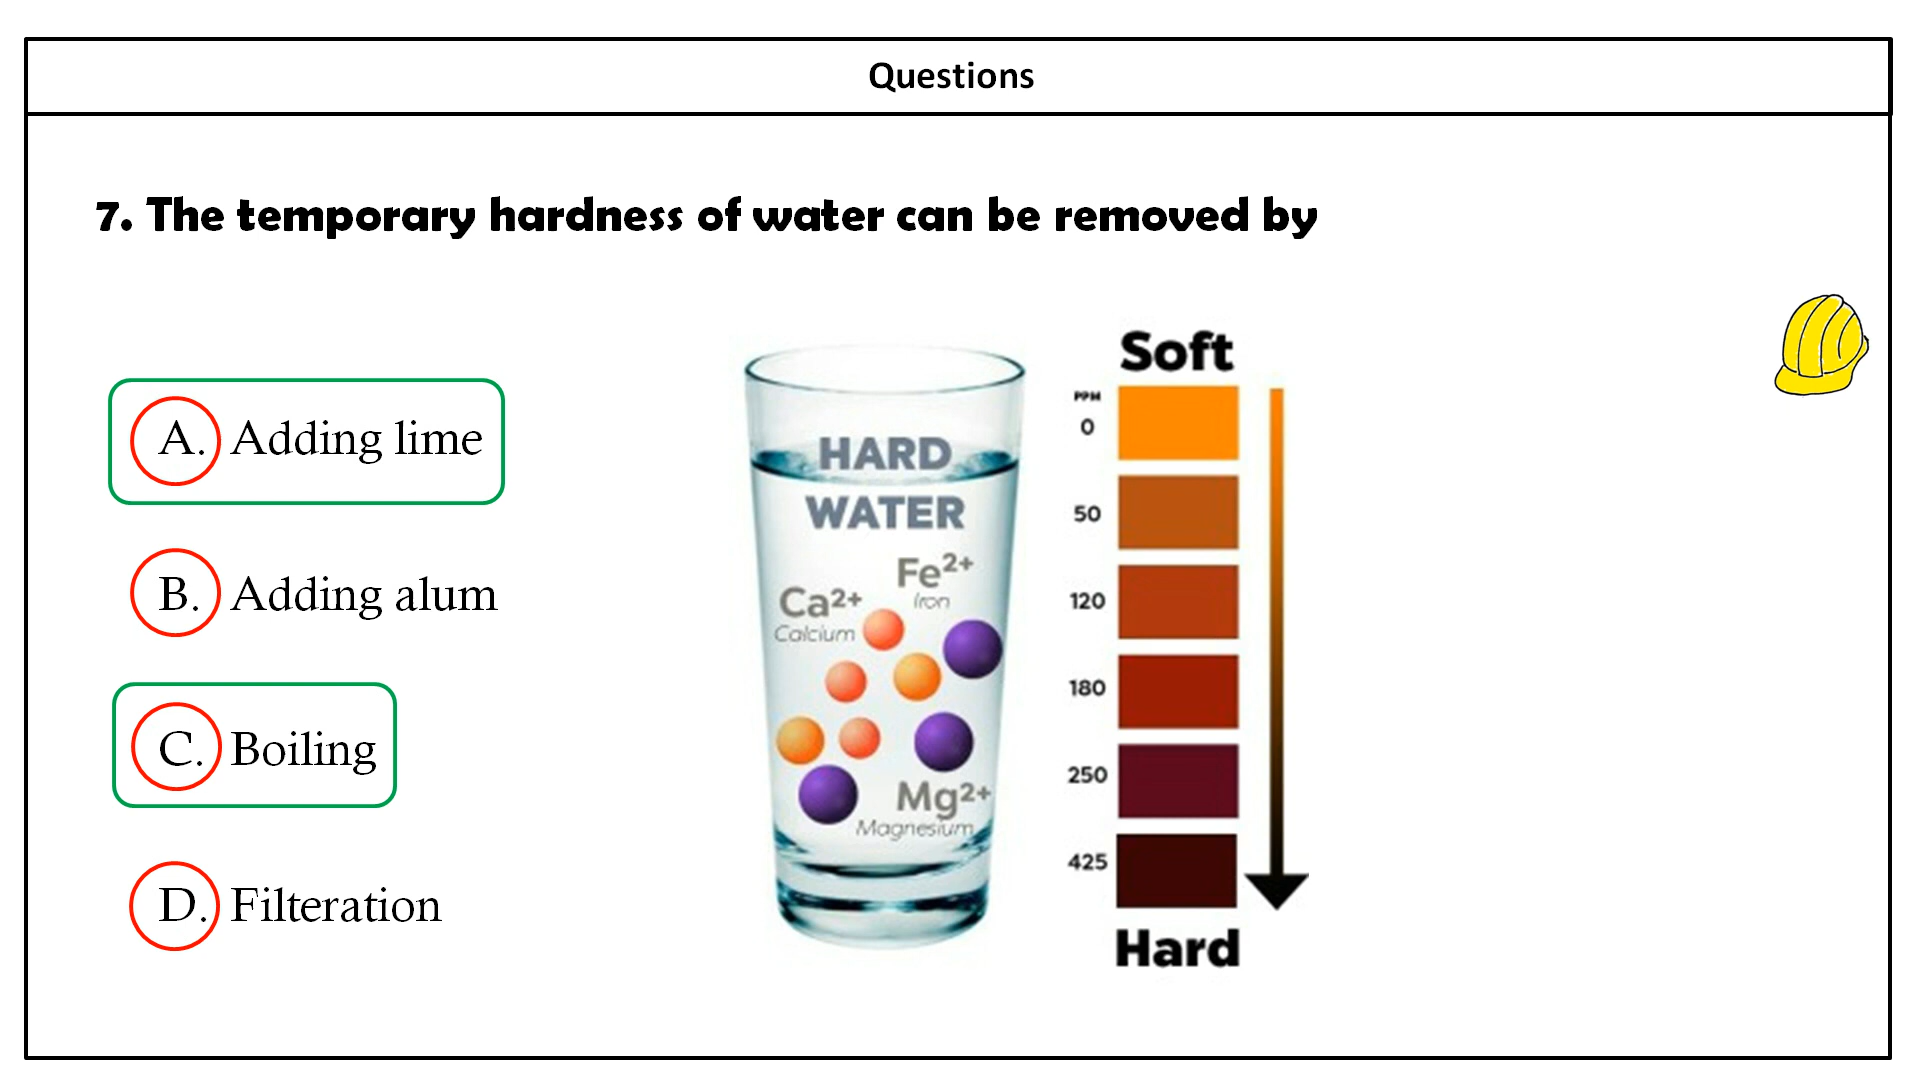 Questions
7. The temporary hardness of water can be removed by
A. Adding lime
B. Adding alum
C. Boiling
D. Filteration
HARD
WATER
Fe²⁺
Iron
Ca²⁺
Calcium
Mg²⁺
Magnesium
Soft
PPM
0
50
120
180
250
425
Hard